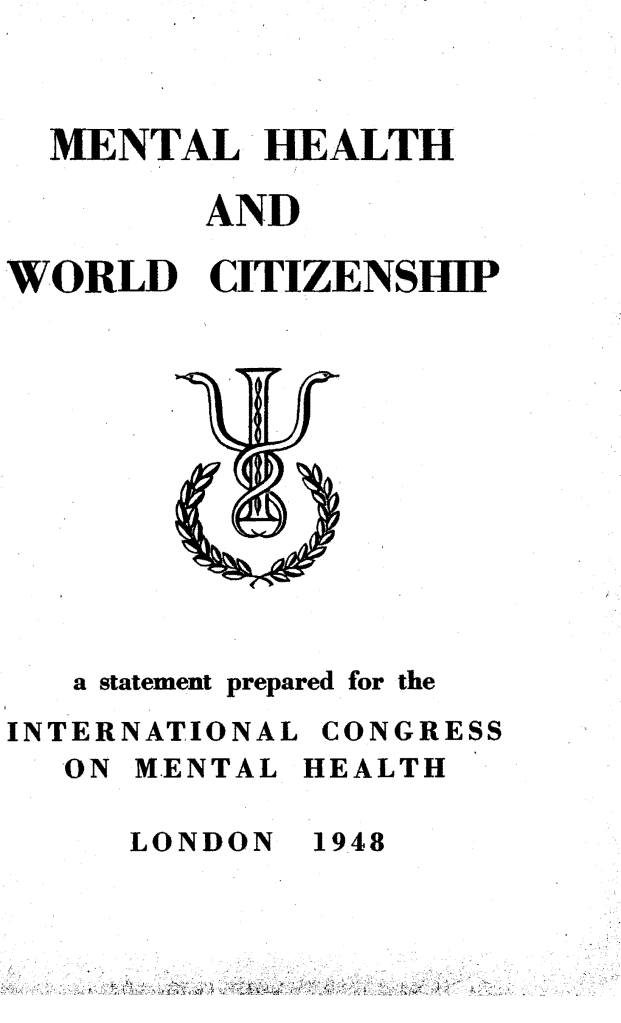 MENTAL HEALTH
AND
WORLD CITIZENSHIP
a statement prepared for the
INTERNATIONAL CONGRESS
ON MENTAL HEALTH
LONDON 1948